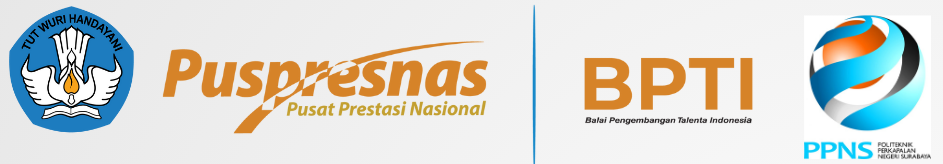 TUT WURI HANDAYANI
Puspresnas
Pusat Prestasi Nasional
BPTI
Balai Pengembangan Talenta Indonesia
PPNS
POLITEKNIK
PERKAPALAN
NEGERI SURABAYA